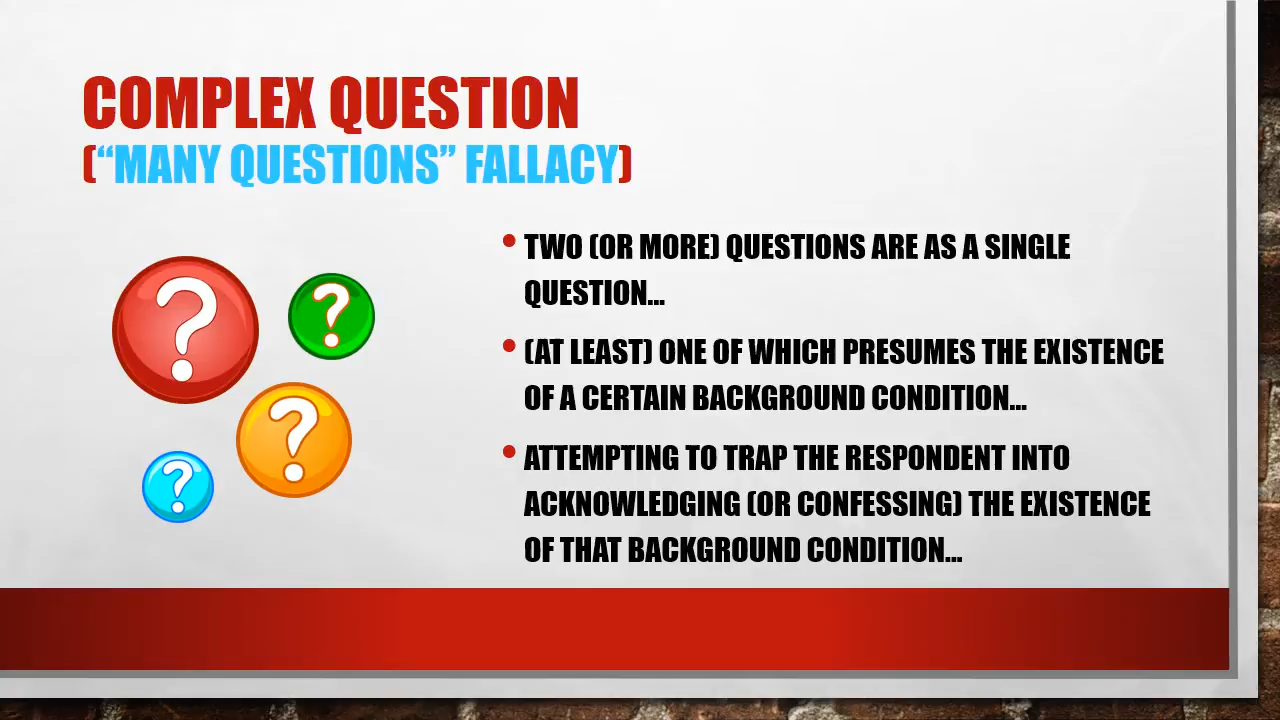 COMPLEX QUESTION
(“MANY QUESTIONS” FALLACY)
? ? ? ?
• TWO (OR MORE) QUESTIONS ARE AS A SINGLE
QUESTION...
• (AT LEAST) ONE OF WHICH PRESUMES THE EXISTENCE
OF A CERTAIN BACKGROUND CONDITION...
• ATTEMPTING TO TRAP THE RESPONDENT INTO
ACKNOWLEDGING (OR CONFESSING) THE EXISTENCE
OF THAT BACKGROUND CONDITION...